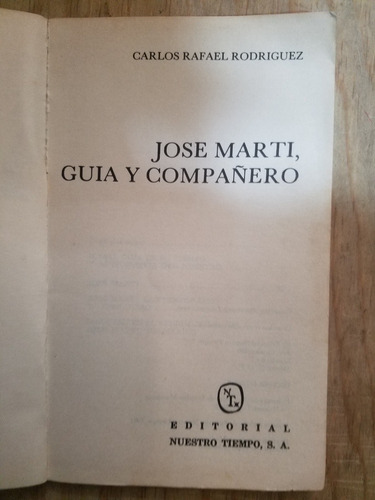 CARLOS RAFAEL RODRIGUEZ
JOSE MARTI,
GUIA Y COMPAÑERO
EDITORIAL
NUESTRO TIEMPO, S. A.